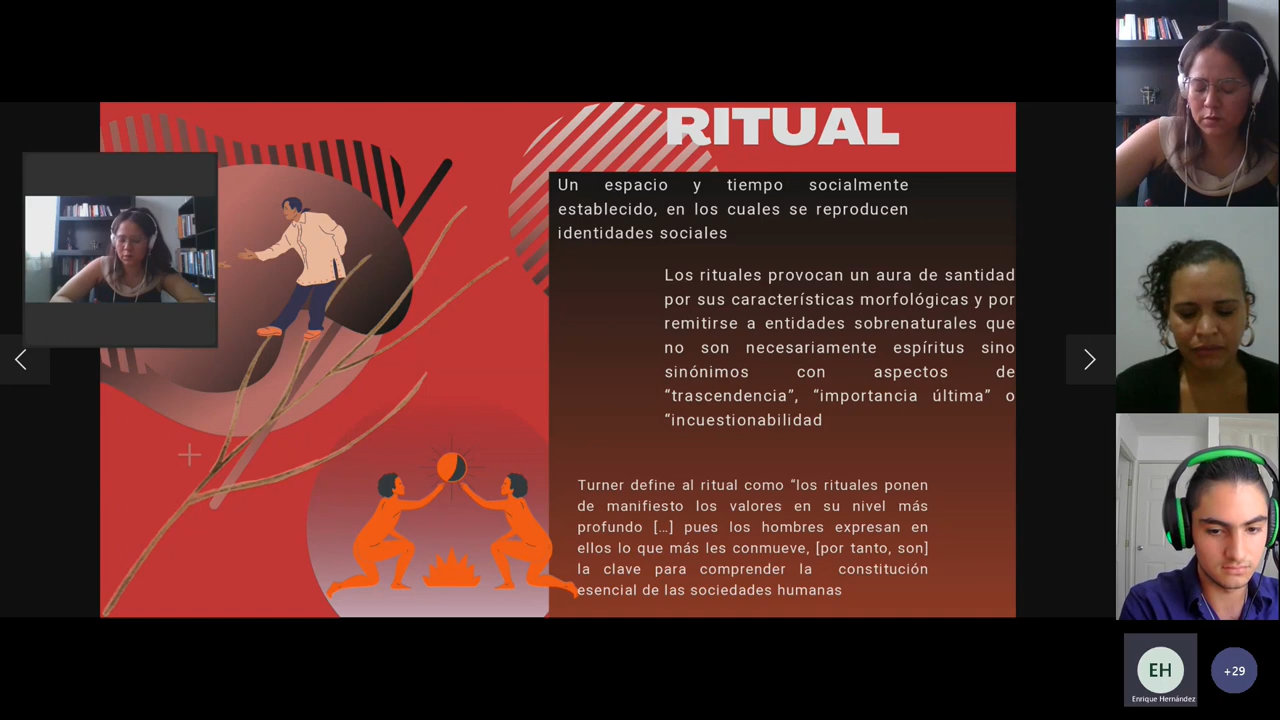 RITUAL
Un espacio y tiempo socialmente
establecido, en los cuales se reproducen
identidades sociales
Los rituales provocan un aura de santidad
por sus características morfológicas y por
remitirse a entidades sobrenaturales que
no son necesariamente espíritus sino
sinónimos con aspectos de
“trascendencia”, “importancia última” o
“incuestionabilidad
Turner define al ritual como “los rituales ponen
de manifiesto los valores en su nivel más
profundo [...] pues los hombres expresan en
ellos lo que más les conmueve, [por tanto, son]
la clave para comprender la constitución
esencial de las sociedades humanas
EH
Enrique Hernández
+29